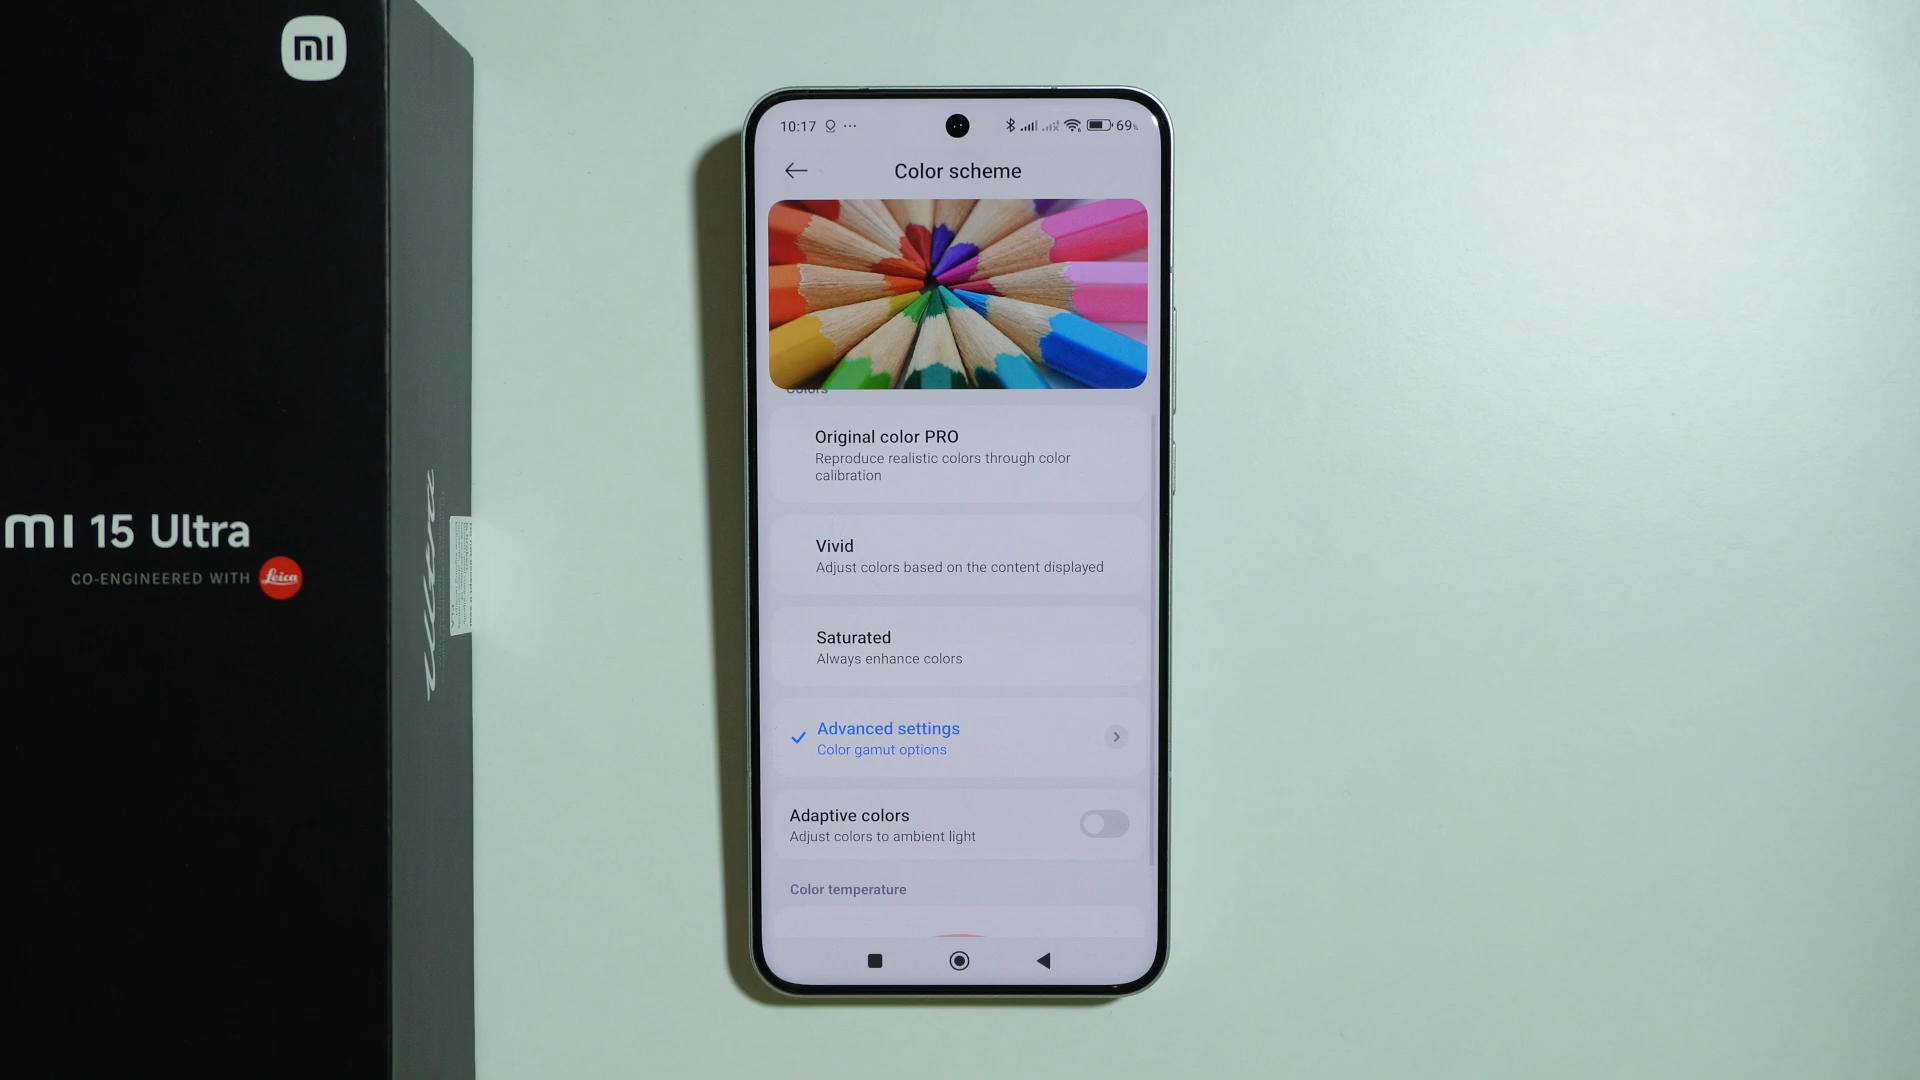 mi
mi 15 Ultra
CO-ENGINEERED WITH Leica
Ultra
10:17 69%
Color scheme
Colors
Original color PRO
Reproduce realistic colors through color
calibration
Vivid
Adjust colors based on the content displayed
Saturated
Always enhance colors
Advanced settings
Color gamut options
Adaptive colors
Adjust colors to ambient light
Color temperature